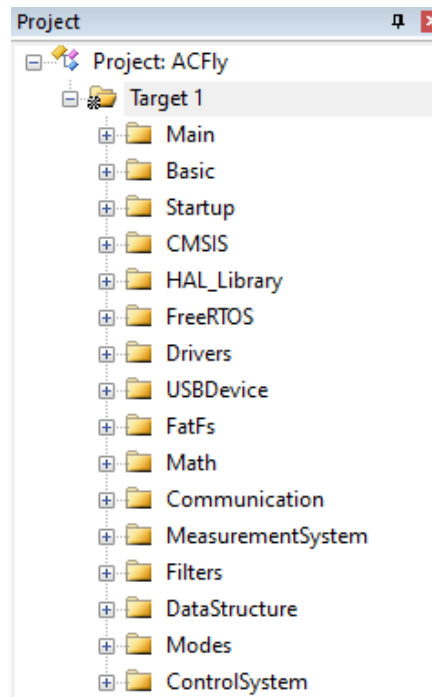 Project
Project: ACFly
Target 1
Main
Basic
Startup
CMSIS
HAL_Library
FreeRTOS
Drivers
USBDevice
FatFs
Math
Communication
MeasurementSystem
Filters
DataStructure
Modes
ControlSystem